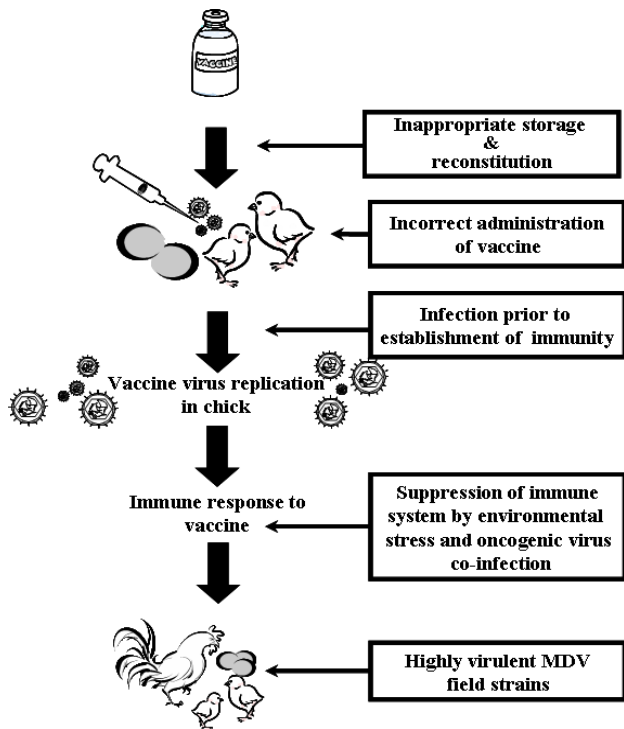 VACCINE
Inappropriate storage
&
reconstitution
Incorrect administration
of vaccine
Infection prior to
establishment of immunity
Vaccine virus replication
in chick
Immune response to
vaccine
Suppression of immune
system by environmental
stress and oncogenic virus
co-infection
Highly virulent MDV
field strains